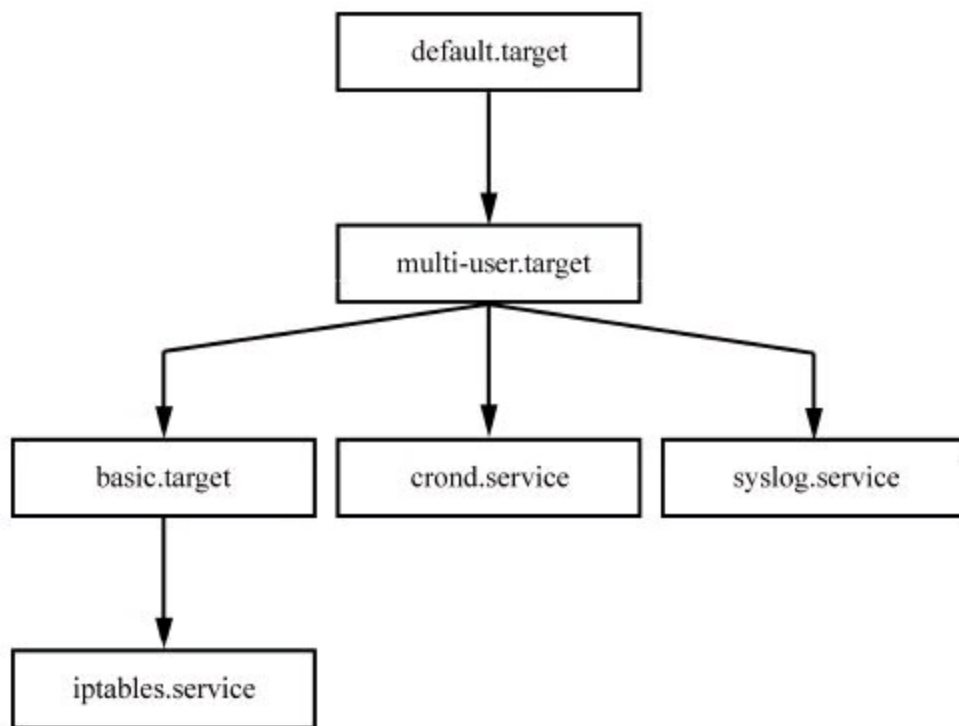 default.target
multi-user.target
basic.target
crond.service
syslog.service
iptables.service